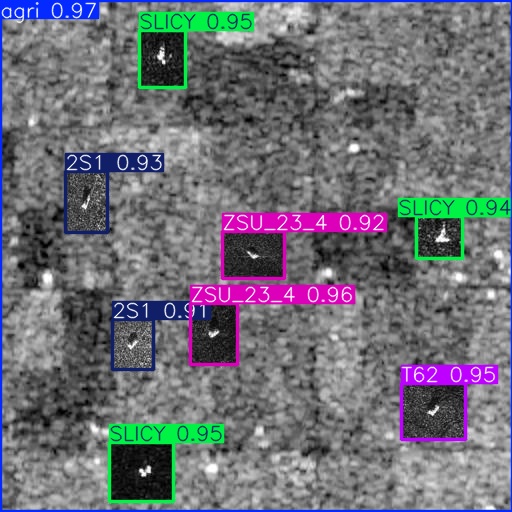 agri 0.97
SLICY 0.95
2S1 0.93
SLICY 0.94
ZSU_23_4 0.92
ZSU_23_4 0.96
2S1 0.91
T62 0.95
SLICY 0.95